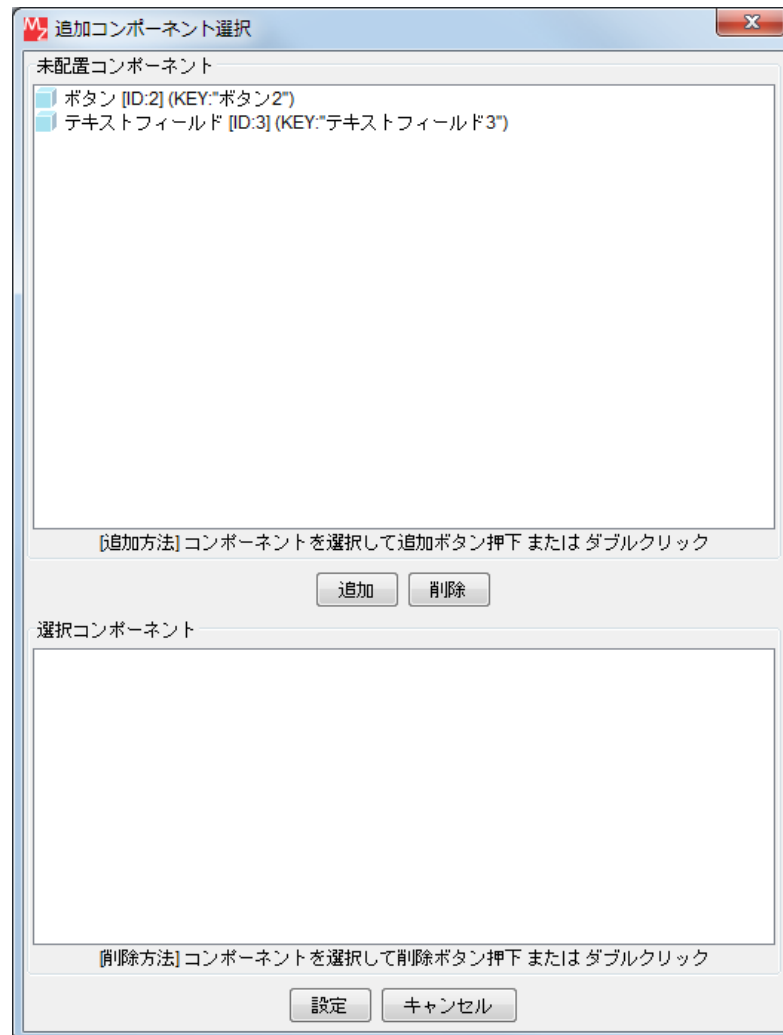 MZ 追加コンポーネント選択
x
未配置コンポーネント
ボタン [ID:2] (KEY:"ボタン2")
テキストフィールド [ID:3] (KEY:"テキストフィールド3")
[追加方法] コンポーネントを選択して追加ボタン押下 または ダブルクリック
追加 削除
選択コンポーネント
[削除方法] コンポーネントを選択して削除ボタン押下 または ダブルクリック
設定 キャンセル